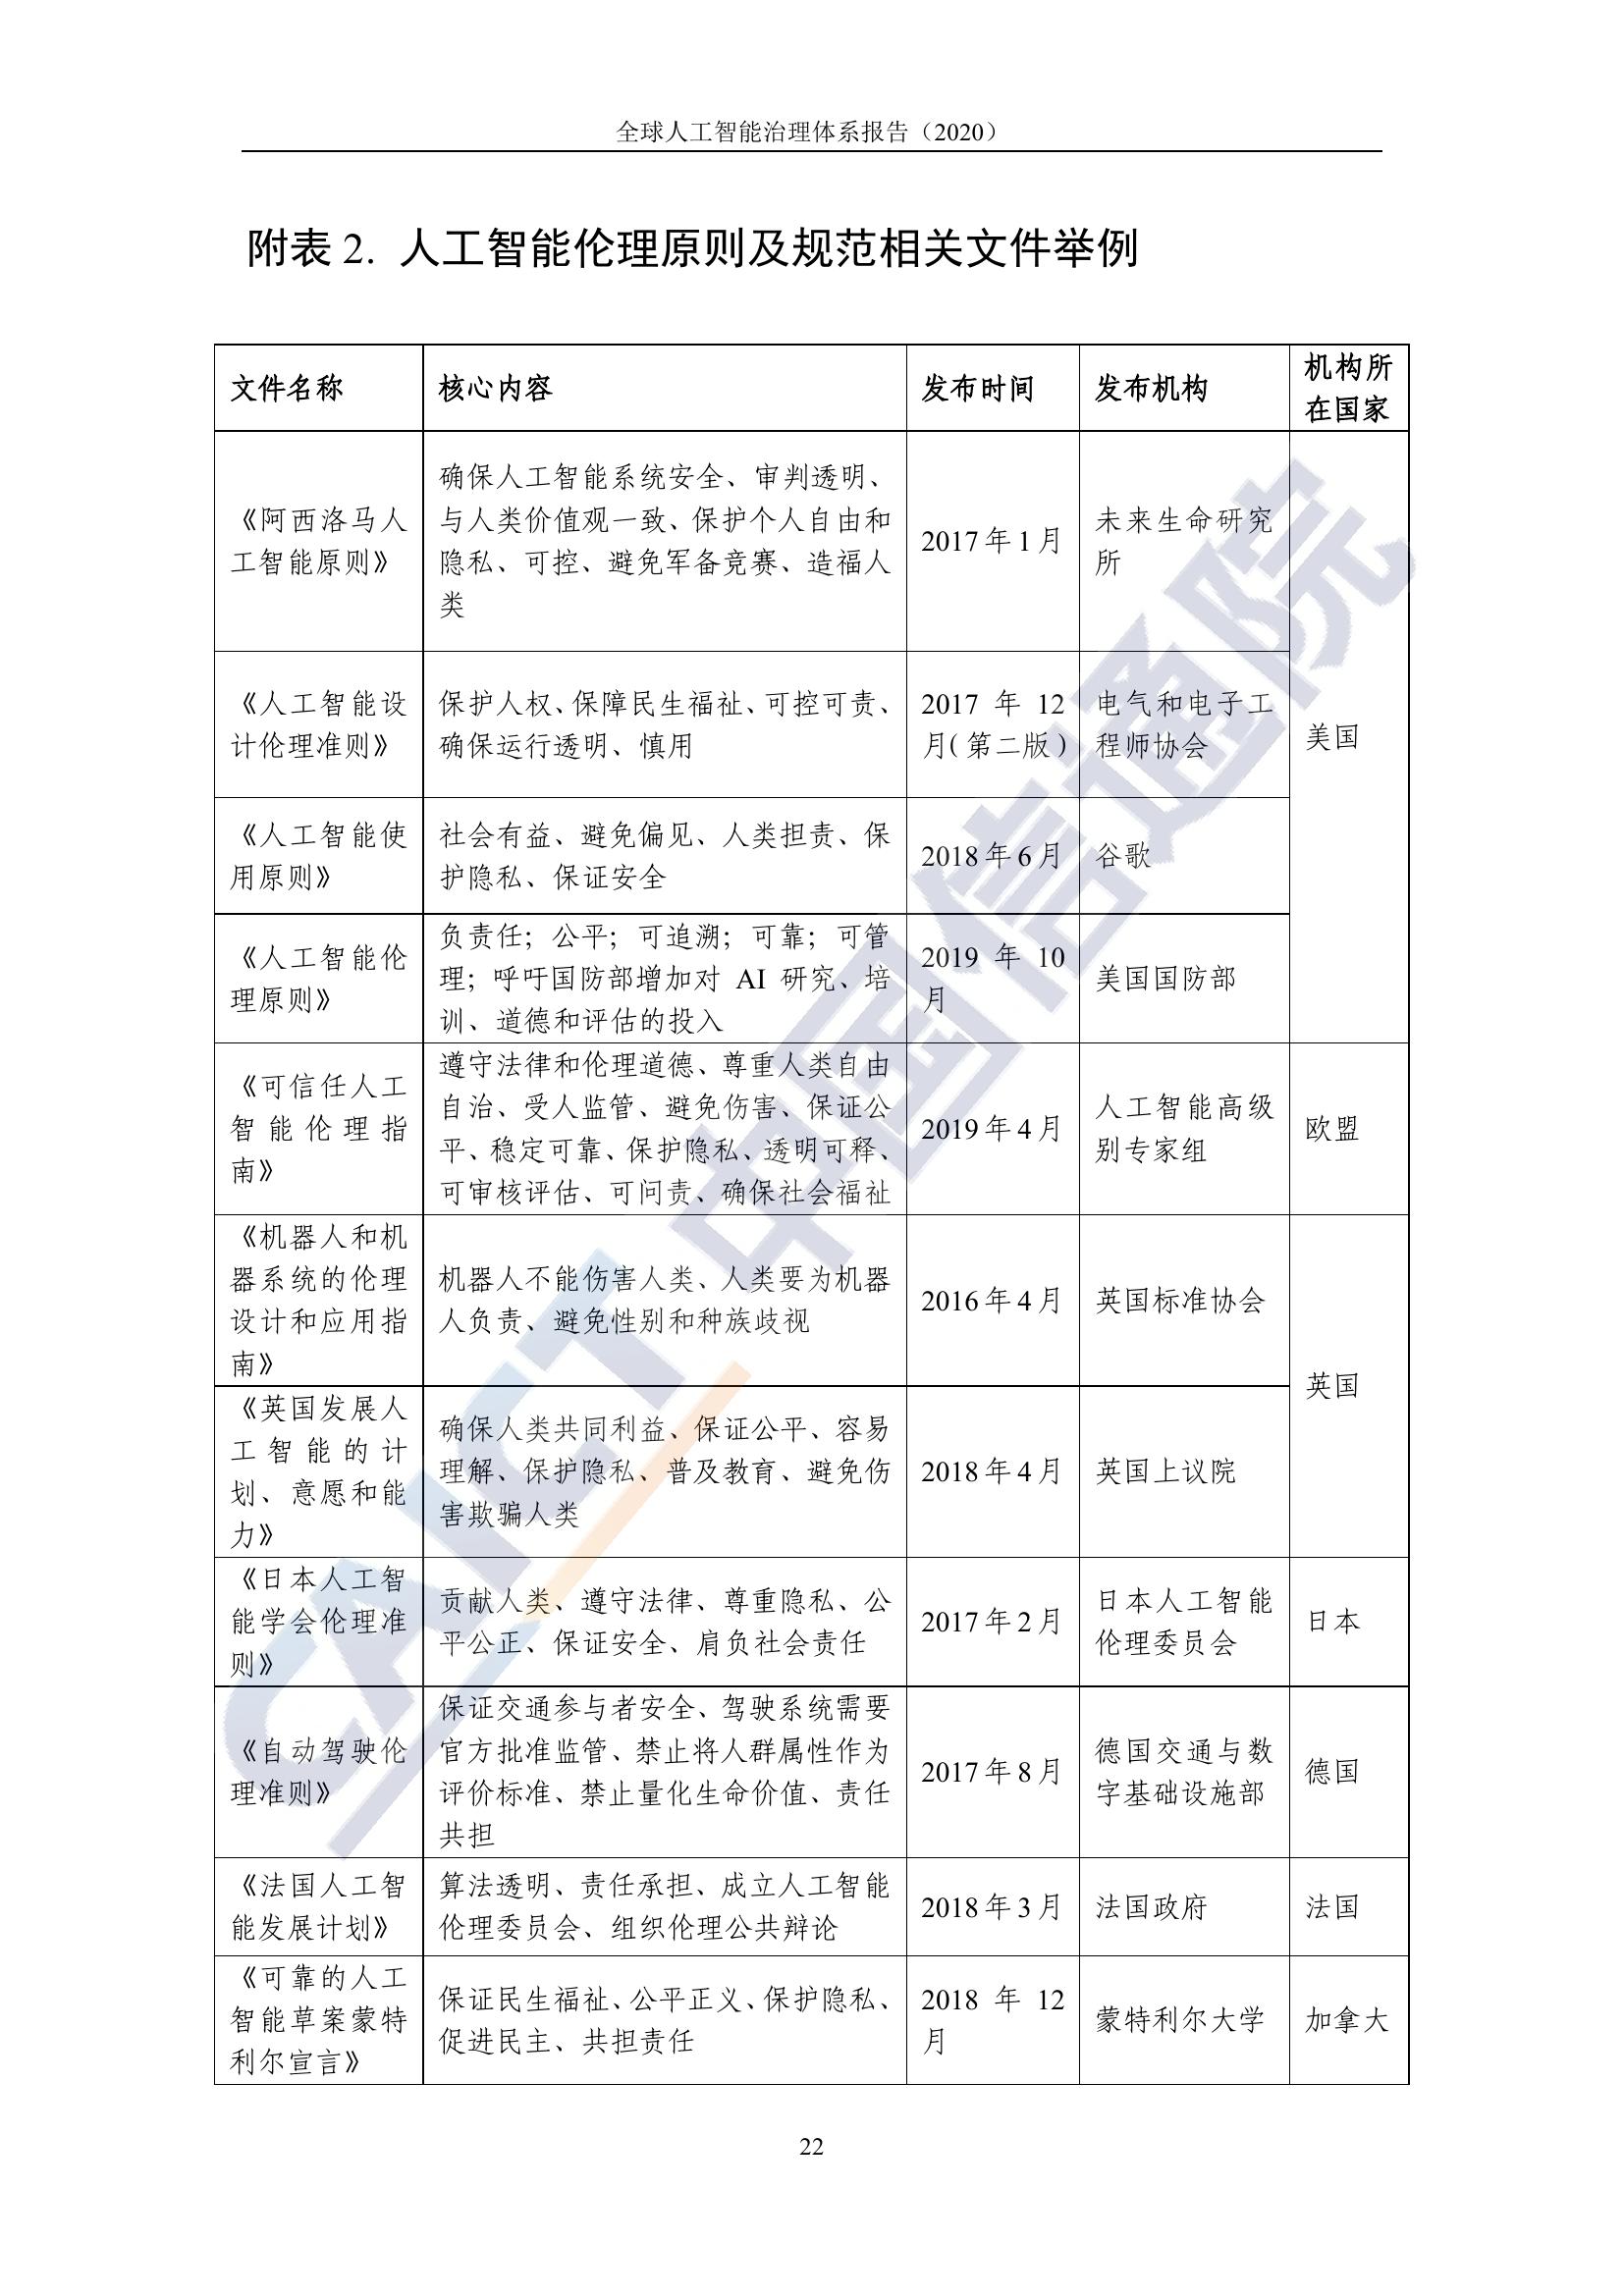 全球人工智能治理体系报告（2020）
附表 2. 人工智能伦理原则及规范相关文件举例
文件名称
核心内容
发布时间
发布机构
机构所
在国家
《阿西洛马人
工智能原则》
确保人工智能系统安全、审判透明、
与人类价值观一致、保护个人自由和
隐私、可控、避免军备竞赛、造福人
类
2017 年 1 月
未来生命研究
所
美国
《人工智能设
计伦理准则》
保护人权、保障民生福祉、可控可责、
确保运行透明、慎用
2017 年 12
月（第二版）
电气和电子工
程师协会
《人工智能使
用原则》
社会有益、避免偏见、人类担责、保
护隐私、保证安全
2018 年 6 月
谷歌
《人工智能伦
理原则》
负责任；公平；可追溯；可靠；可管
理；呼吁国防部增加对 AI 研究、培
训、道德和评估的投入
2019 年 10
月
美国国防部
《可信任人工
智能伦理指
南》
遵守法律和伦理道德、尊重人类自由
自治、受人监管、避免伤害、保证公
平、稳定可靠、保护隐私、透明可释、
可审核评估、可问责、确保社会福祉
2019 年 4 月
人工智能高级
别专家组
欧盟
《机器人和机
器系统的伦理
设计和应用指
南》
机器人不能伤害人类、人类要为机器
人负责、避免性别和种族歧视
2016 年 4 月
英国标准协会
英国
《英国发展人
工智能的计
划、意愿和能
力》
确保人类共同利益、保证公平、容易
理解、保护隐私、普及教育、避免伤
害欺骗人类
2018 年 4 月
英国上议院
《日本人工智
能学会伦理准
则》
贡献人类、遵守法律、尊重隐私、公
平公正、保证安全、肩负社会责任
2017 年 2 月
日本人工智能
伦理委员会
日本
《自动驾驶伦
理准则》
保证交通参与者安全、驾驶系统需要
官方批准监管、禁止将人群属性作为
评价标准、禁止量化生命价值、责任
共担
2017 年 8 月
德国交通与数
字基础设施部
德国
《法国人工智
能发展计划》
算法透明、责任承担、成立人工智能
伦理委员会、组织伦理公共辩论
2018 年 3 月
法国政府
法国
《可靠的人工
智能草案蒙特
利尔宣言》
保证民生福祉、公平正义、保护隐私、
促进民主、共担责任
2018 年 12
月
蒙特利尔大学
加拿大
CAICT 中国信通院
22